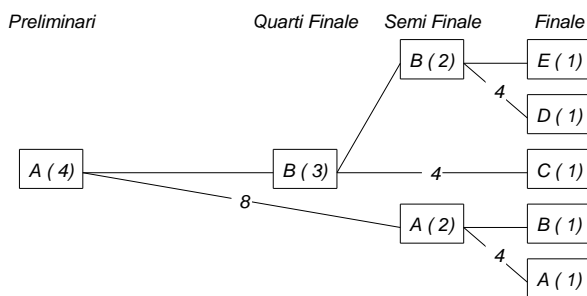 Preliminari Quarti Finale Semi Finale Finale
B ( 2) E ( 1)
4
D ( 1)
A ( 4) B ( 3) 4 C ( 1)
8
A ( 2) B ( 1)
4
A ( 1)